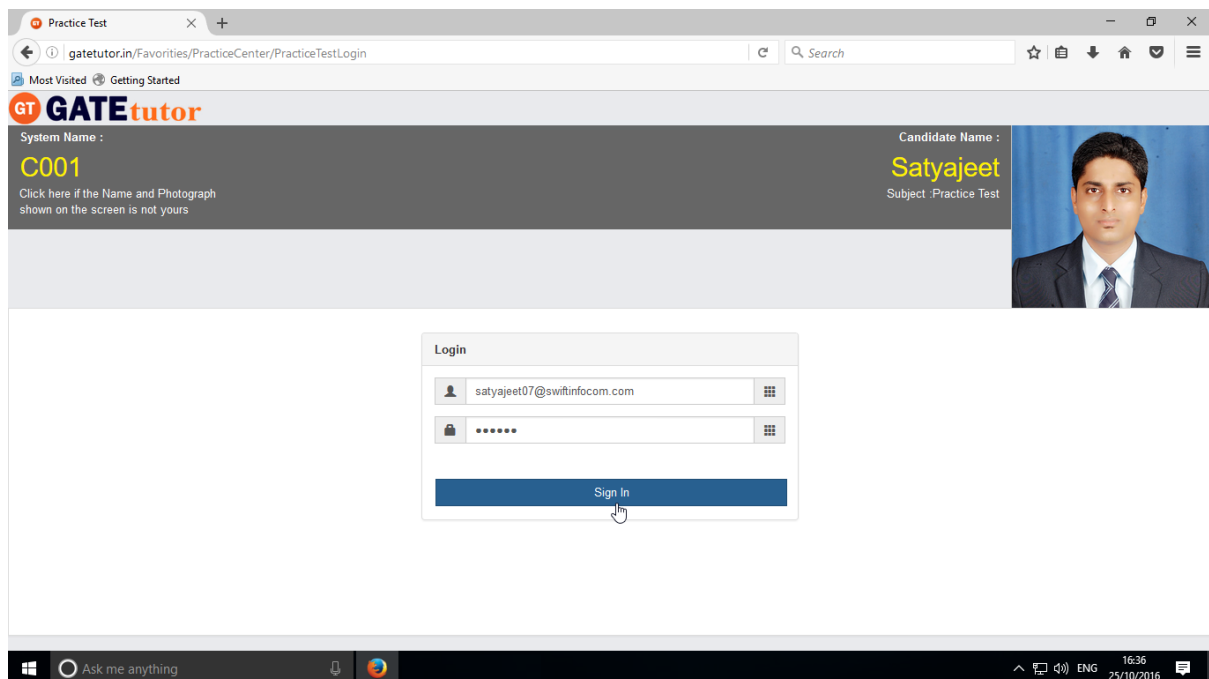 Practice Test
gatetutor.in/Favorities/PracticeCenter/PracticeTestLogin
Search
Most Visited Getting Started
GT GATEtutor
System Name :
C001
Click here if the Name and Photograph
shown on the screen is not yours
Candidate Name :
Satyajeet
Subject :Practice Test
Login
satyajeet07@swiftinfocom.com
Sign In
Ask me anything
ENG
16:36
25/10/2016